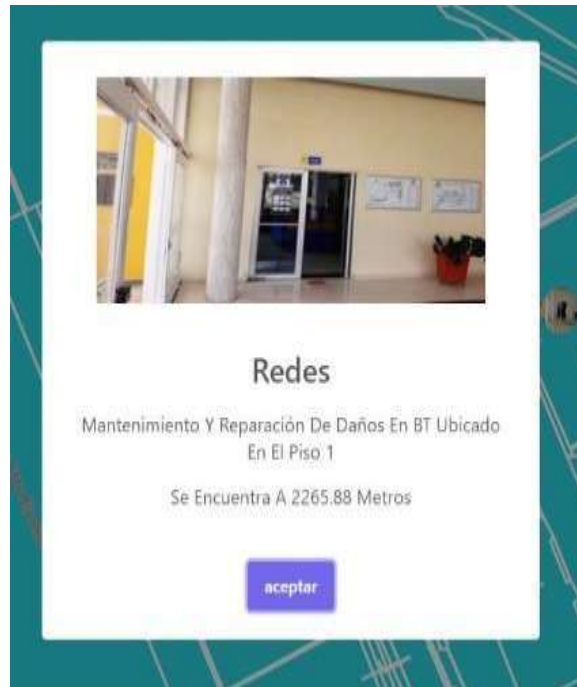 Redes
Mantenimiento Y Reparación De Daños En BT Ubicado
En El Piso 1
Se Encuentra A 2265.88 Metros
aceptar